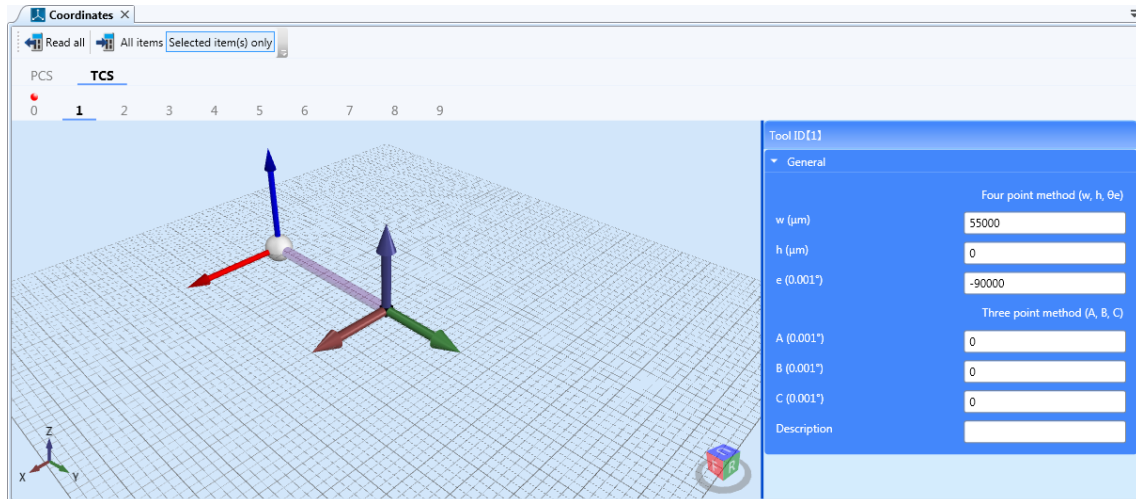 Coordinates
Read all All items Selected item(s) only
PCS TCS
0 1 2 3 4 5 6 7 8 9
Tool ID【1】
General
Four point method (w, h, θe)
w (μm) 55000
h (μm) 0
e (0.001°) -90000
Three point method (A, B, C)
A (0.001°) 0
B (0.001°) 0
C (0.001°) 0
Description
Z
X Y
R